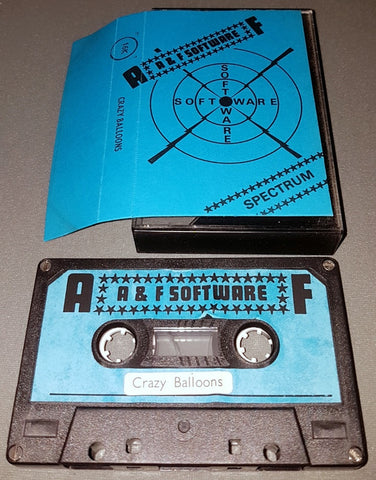 16K
CRAZY BALLOONS
A A & F SOFTWARE F
SOFTWARE
SOFTWARE
SPECTRUM
A A & F SOFTWARE F
Crazy Balloons